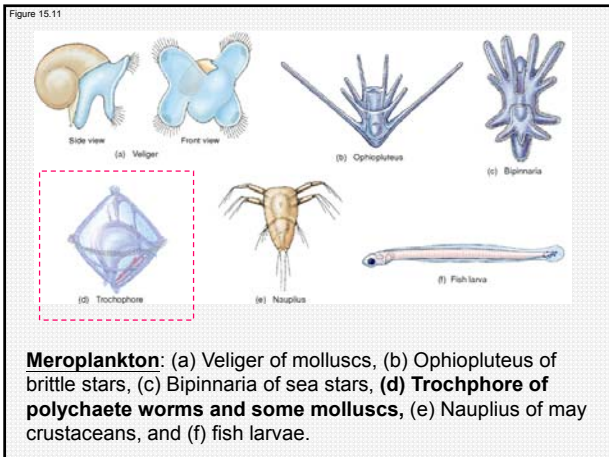 Figure 15.11
Side view
Front view
(a) Veliger
(b) Ophiopluteus
(c) Bipinnaria
(d) Trochophore
(e) Nauplius
(f) Fish larva
Meroplankton: (a) Veliger of molluscs, (b) Ophiopluteus of
brittle stars, (c) Bipinnaria of sea stars, (d) Trochphore of
polychaete worms and some molluscs, (e) Nauplius of may
crustaceans, and (f) fish larvae.